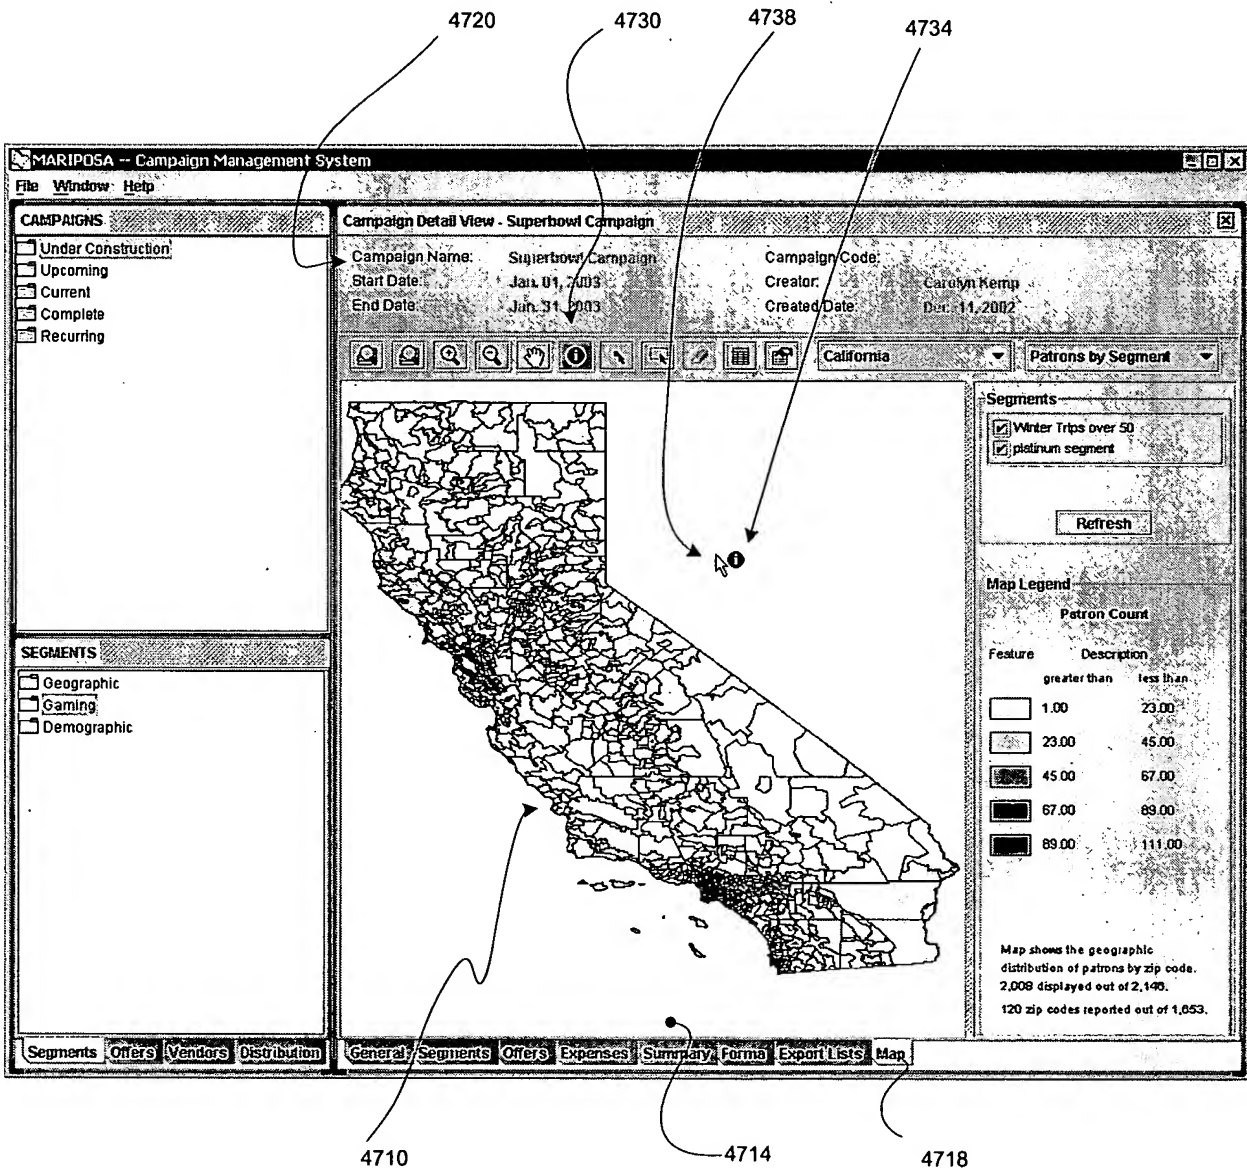 4720
4730
4738
4734
MARIPOSA -- Campaign Management System
File Window Help
CAMPAIGNS
Under Construction
Upcoming
Current
Complete
Recurring
Campaign Detail View - Superbowl Campaign
Campaign Name: Superbowl Campaign Campaign Code:
Start Date: Jan. 01, 2003 Creator: Carolyn Kemp
End Date: Jan. 31, 2003 Created Date: Dec. 11, 2002
California
Patrons by Segment
Segments
Winter Trips over 50
platinum segment
Refresh
Map Legend
Patron Count
Feature Description
greater than less than
1.00 23.00
23.00 45.00
45.00 67.00
67.00 89.00
89.00 111.00
Map shows the geographic
distribution of patrons by zip code.
2,008 displayed out of 2,146.
120 zip codes reported out of 1,653.
SEGMENTS
Geographic
Gaming
Demographic
Segments Offers Vendors Distribution
General Segments Offers Expenses Summary Forma Export Lists Map
4710
4714
4718